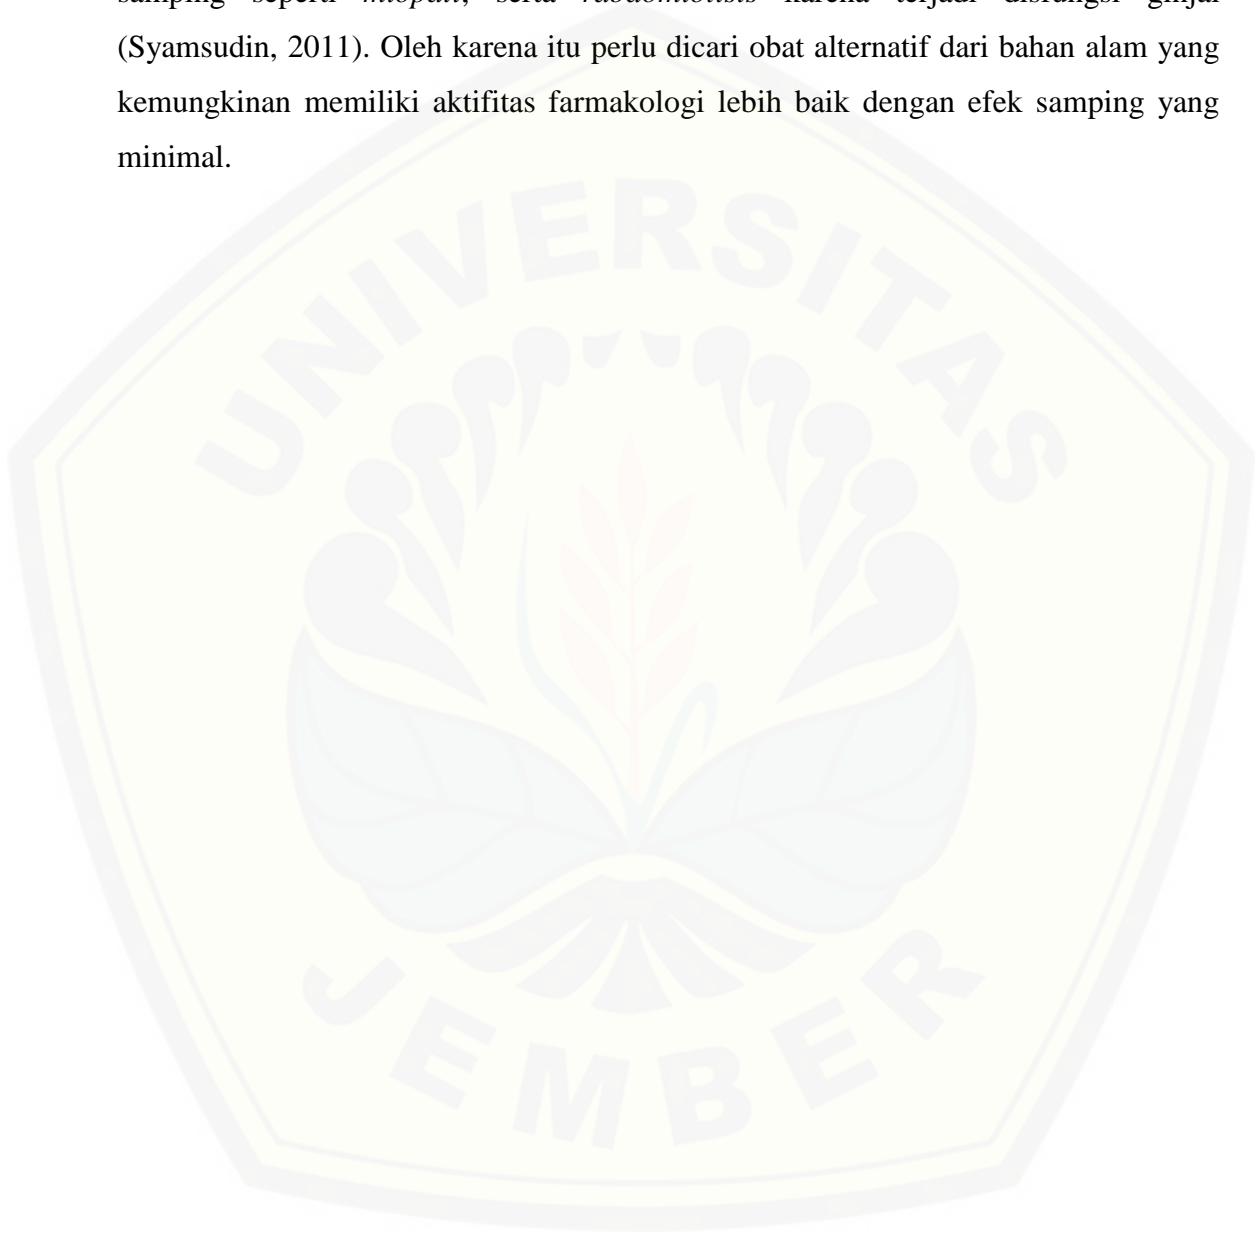 samping seperti miopati, serta rabdomiolisis karena terjadi disfungsi ginjal
(Syamsudin, 2011). Oleh karena itu perlu dicari obat alternatif dari bahan alam yang
kemungkinan memiliki aktifitas farmakologi lebih baik dengan efek samping yang
minimal.
UNIVERSITAS
JEMBER